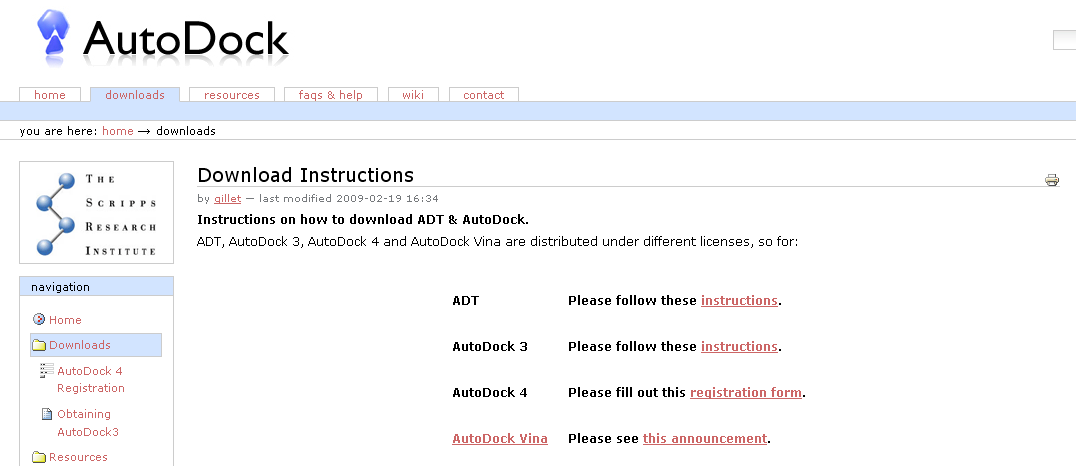 AutoDock
home downloads resources faqs & help wiki contact
you are here: home → downloads
THE
SCRIPPS
RESEARCH
INSTITUTE
navigation
Home
Downloads
AutoDock 4
Registration
Obtaining
AutoDock3
Resources
Download Instructions
by gillet — last modified 2009-02-19 16:34
Instructions on how to download ADT & AutoDock.
ADT, AutoDock 3, AutoDock 4 and AutoDock Vina are distributed under different licenses, so for:
ADT Please follow these instructions.
AutoDock 3 Please follow these instructions.
AutoDock 4 Please fill out this registration form.
AutoDock Vina Please see this announcement.